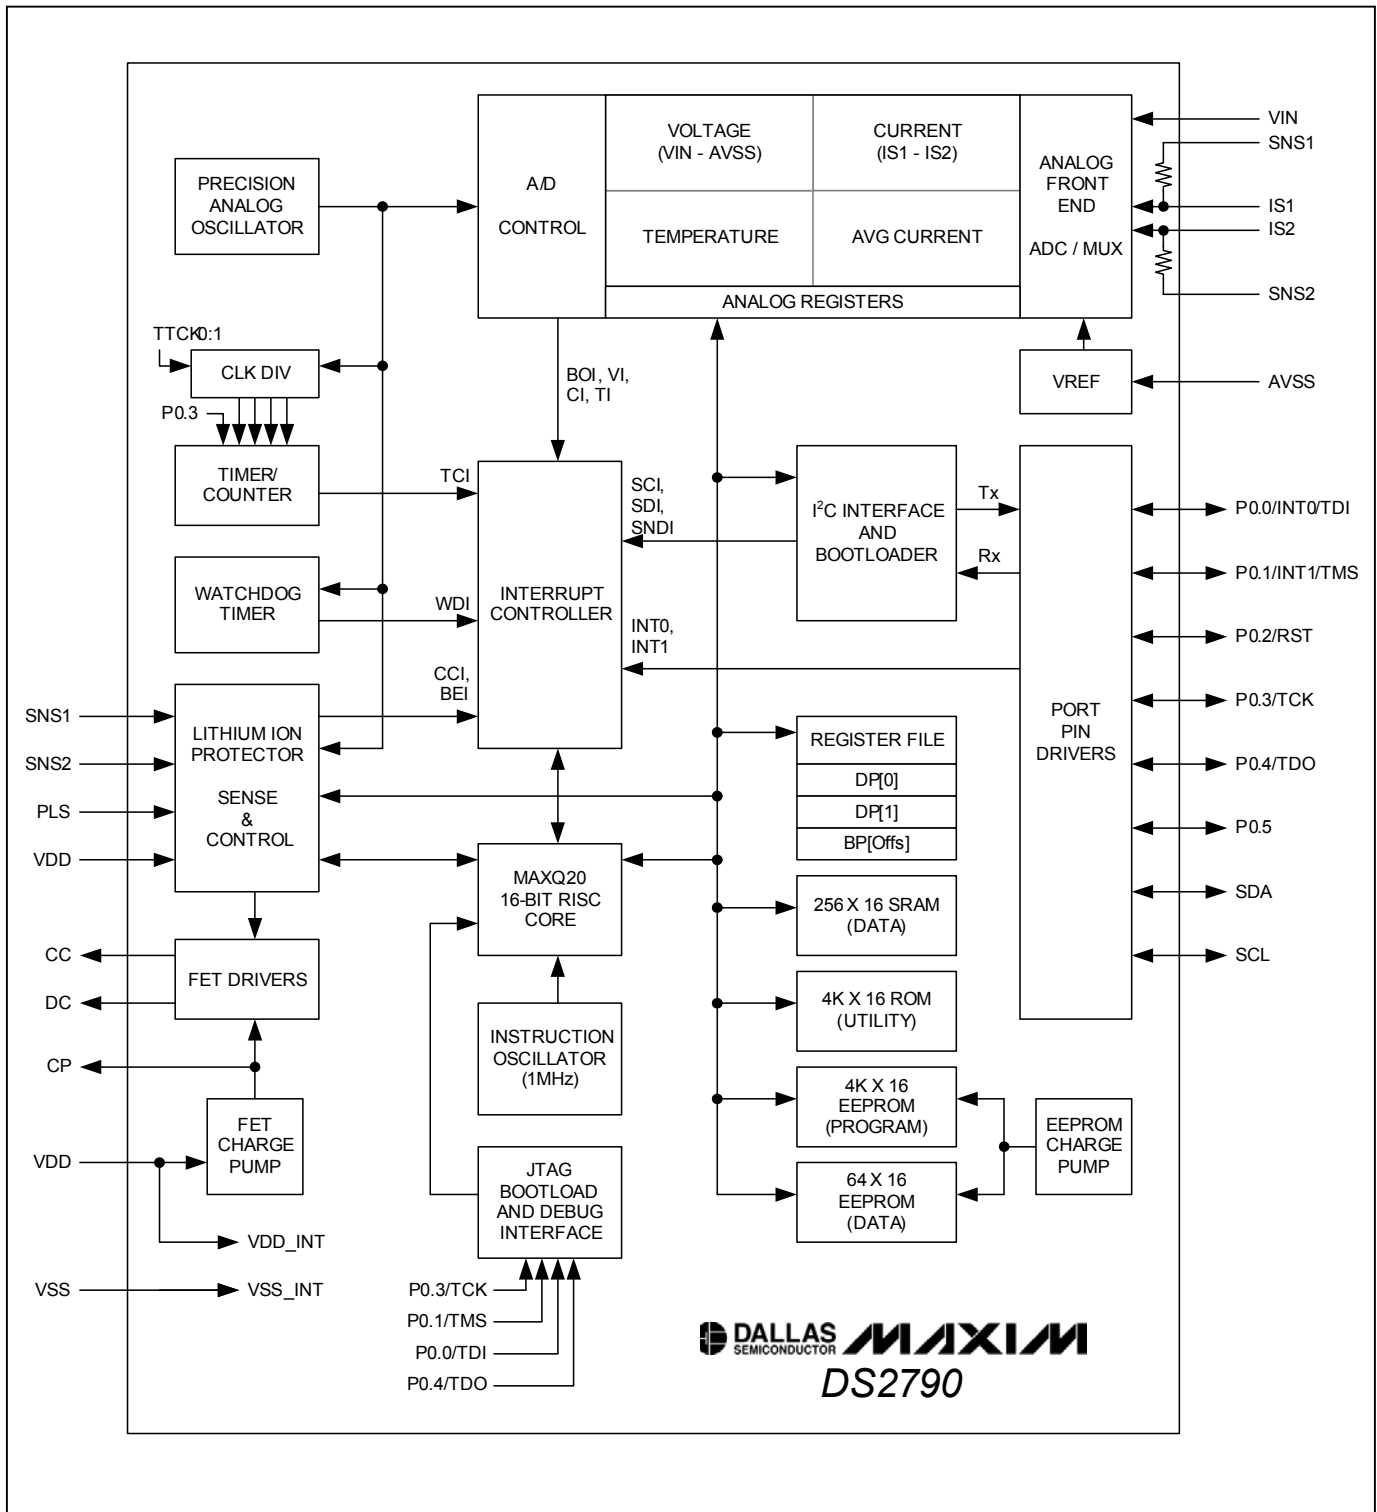 VOLTAGE
(VIN - AVSS)
CURRENT
(IS1 - IS2)
A/D
CONTROL
TEMPERATURE
AVG CURRENT
ANALOG REGISTERS
ANALOG
FRONT
END
ADC / MUX
VIN
SNS1
IS1
IS2
SNS2
PRECISION
ANALOG
OSCILLATOR
TTCK0:1
CLK DIV
P0.3
TIMER/
COUNTER
TCI
BOI, VI,
CI, TI
VREF
AVSS
WATCHDOG
TIMER
WDI
INTERRUPT
CONTROLLER
SCI,
SDI,
SNDI
I²C INTERFACE
AND
BOOTLOADER
Tx
Rx
INT0,
INT1
CCI,
BEI
PORT
PIN
DRIVERS
P0.0/INT0/TDI
P0.1/INT1/TMS
P0.2/RST
P0.3/TCK
P0.4/TDO
P0.5
SDA
SCL
SNS1
SNS2
PLS
VDD
LITHIUM ION
PROTECTOR
SENSE
&
CONTROL
REGISTER FILE
DP[0]
DP[1]
BP[Offs]
MAXQ20
16-BIT RISC
CORE
256 X 16 SRAM
(DATA)
CC
DC
CP
FET DRIVERS
INSTRUCTION
OSCILLATOR
(1MHz)
4K X 16 ROM
(UTILITY)
4K X 16
EEPROM
(PROGRAM)
EEPROM
CHARGE
PUMP
64 X 16
EEPROM
(DATA)
VDD
FET
CHARGE
PUMP
JTAG
BOOTLOAD
AND DEBUG
INTERFACE
VDD_INT
VSS
VSS_INT
P0.3/TCK
P0.1/TMS
P0.0/TDI
P0.4/TDO
DALLAS
SEMICONDUCTOR
MAXIM
DS2790